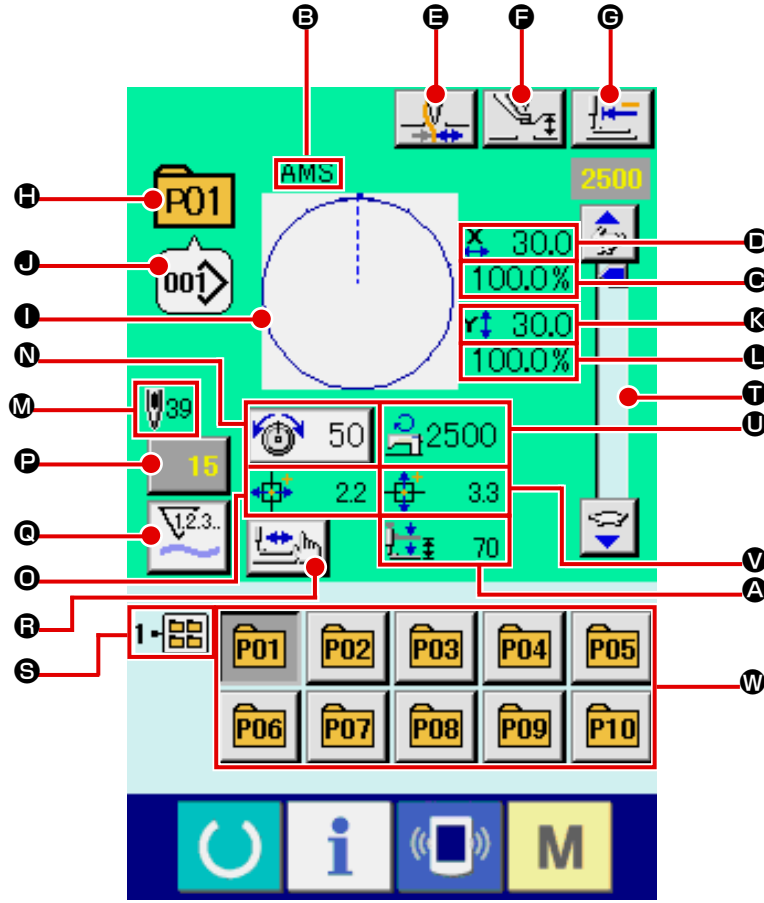 B E F G
AMS
2500
H P01
X 30.0 D
J 001
100.0% C
I
Y 30.0 K
N
100.0% L
M 39
T
50 2500 U
P 15
2.2 3.3
Q 1.2.3..
70
O V
R A
S 1
P01 P02 P03 P04 P05
W
P06 P07 P08 P09 P10
i M